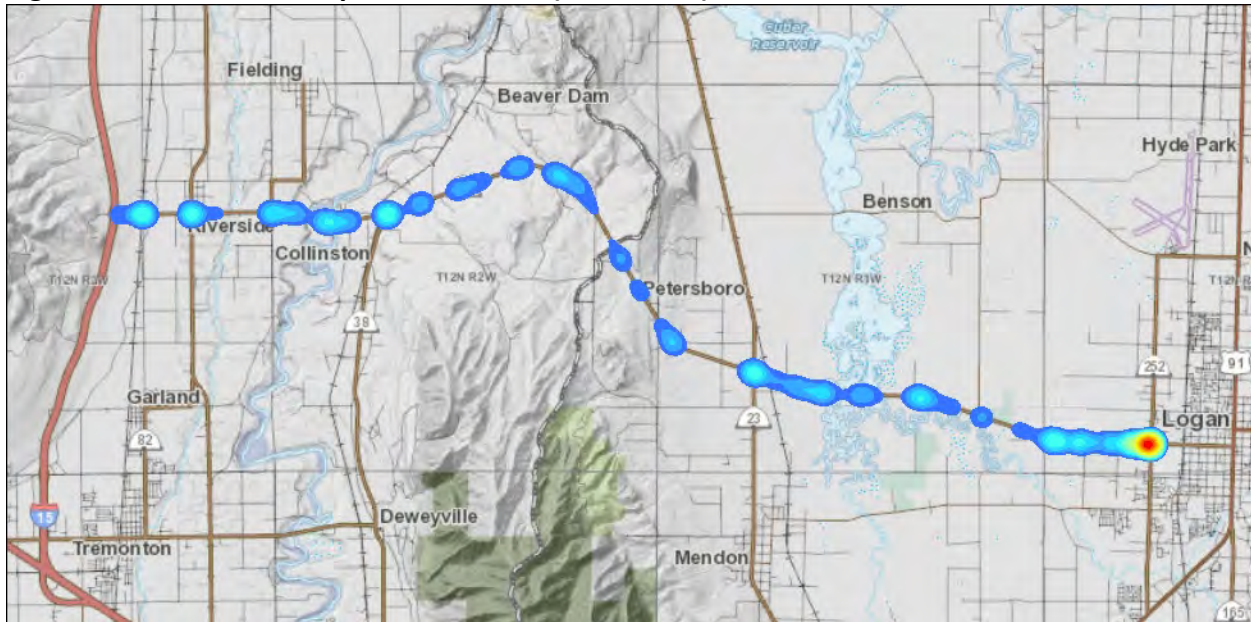 Cutler
Reservoir
Fielding
Beaver Dam
Hyde Park
Benson
Riverside
Collinston
T12N R3W
T12N R2W
Petersboro
T12N R1W
38
252
91
Garland
82
23
Logan
15
Deweyville
Tremonton
Mendon
165